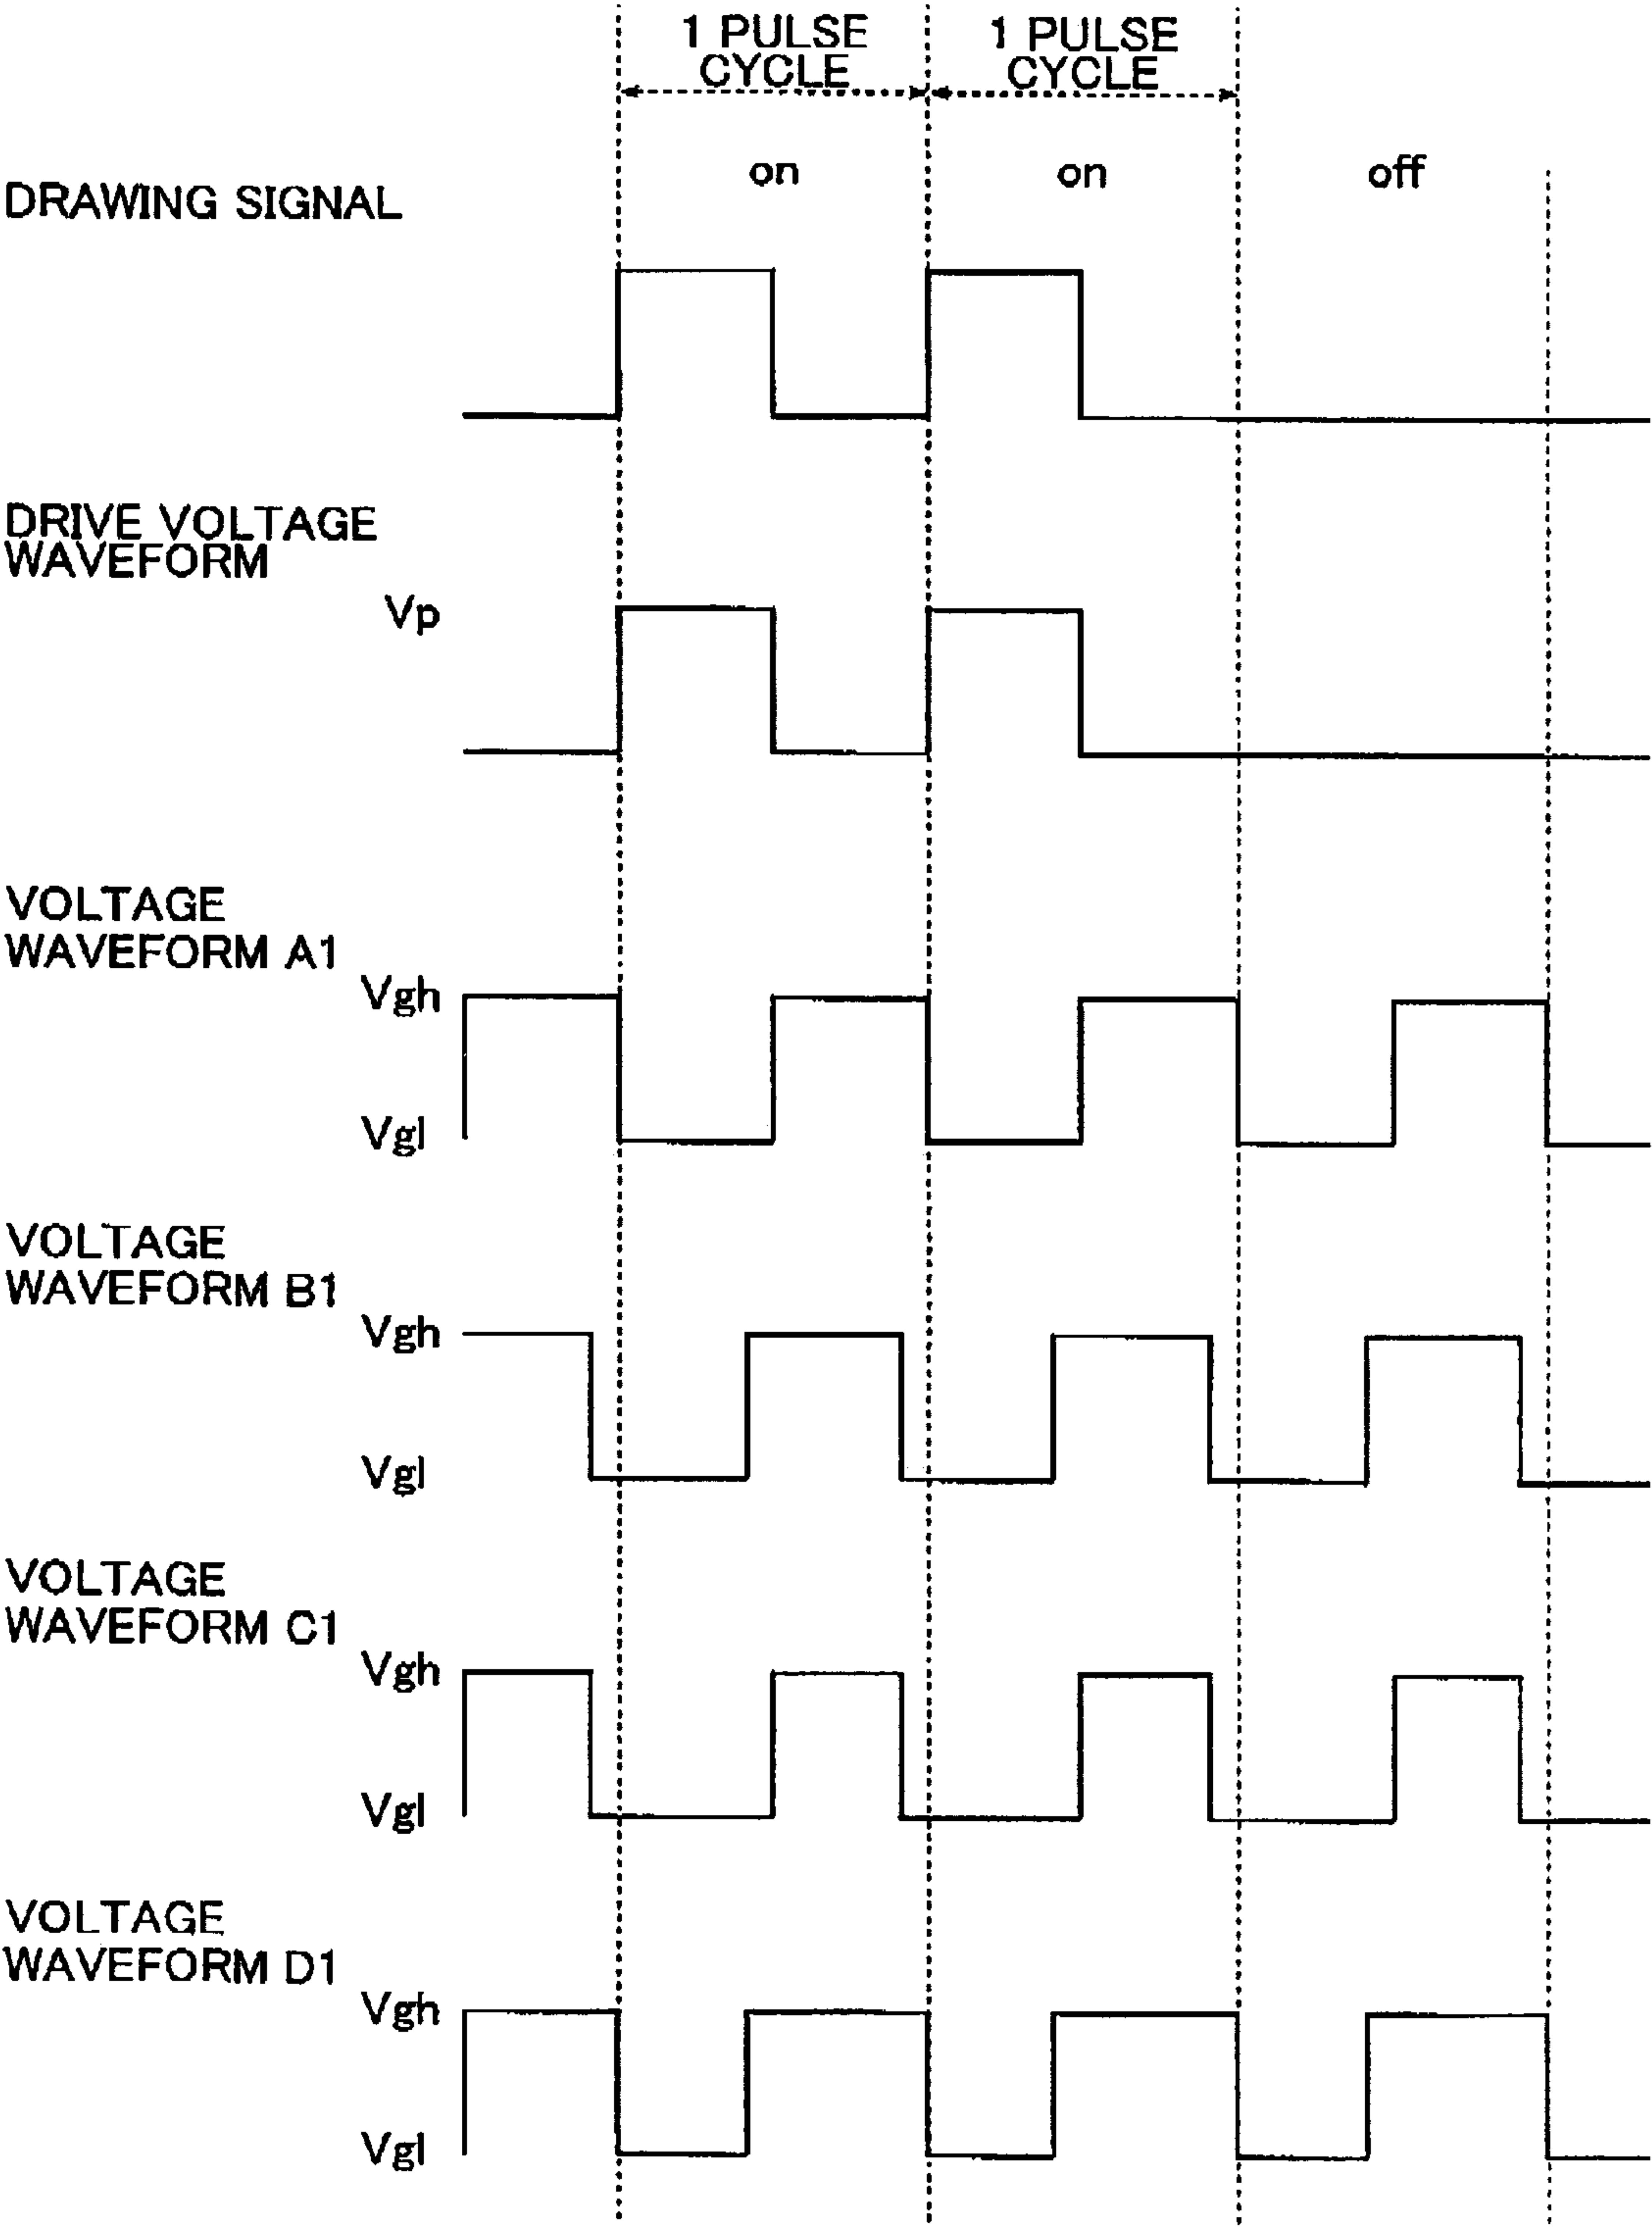 1 PULSE
CYCLE
1 PULSE
CYCLE
on
on
off
DRAWING SIGNAL
DRIVE VOLTAGE
WAVEFORM
Vp
VOLTAGE
WAVEFORM A1
Vgh
Vgl
VOLTAGE
WAVEFORM B1
Vgh
Vgl
VOLTAGE
WAVEFORM C1
Vgh
Vgl
VOLTAGE
WAVEFORM D1
Vgh
Vgl